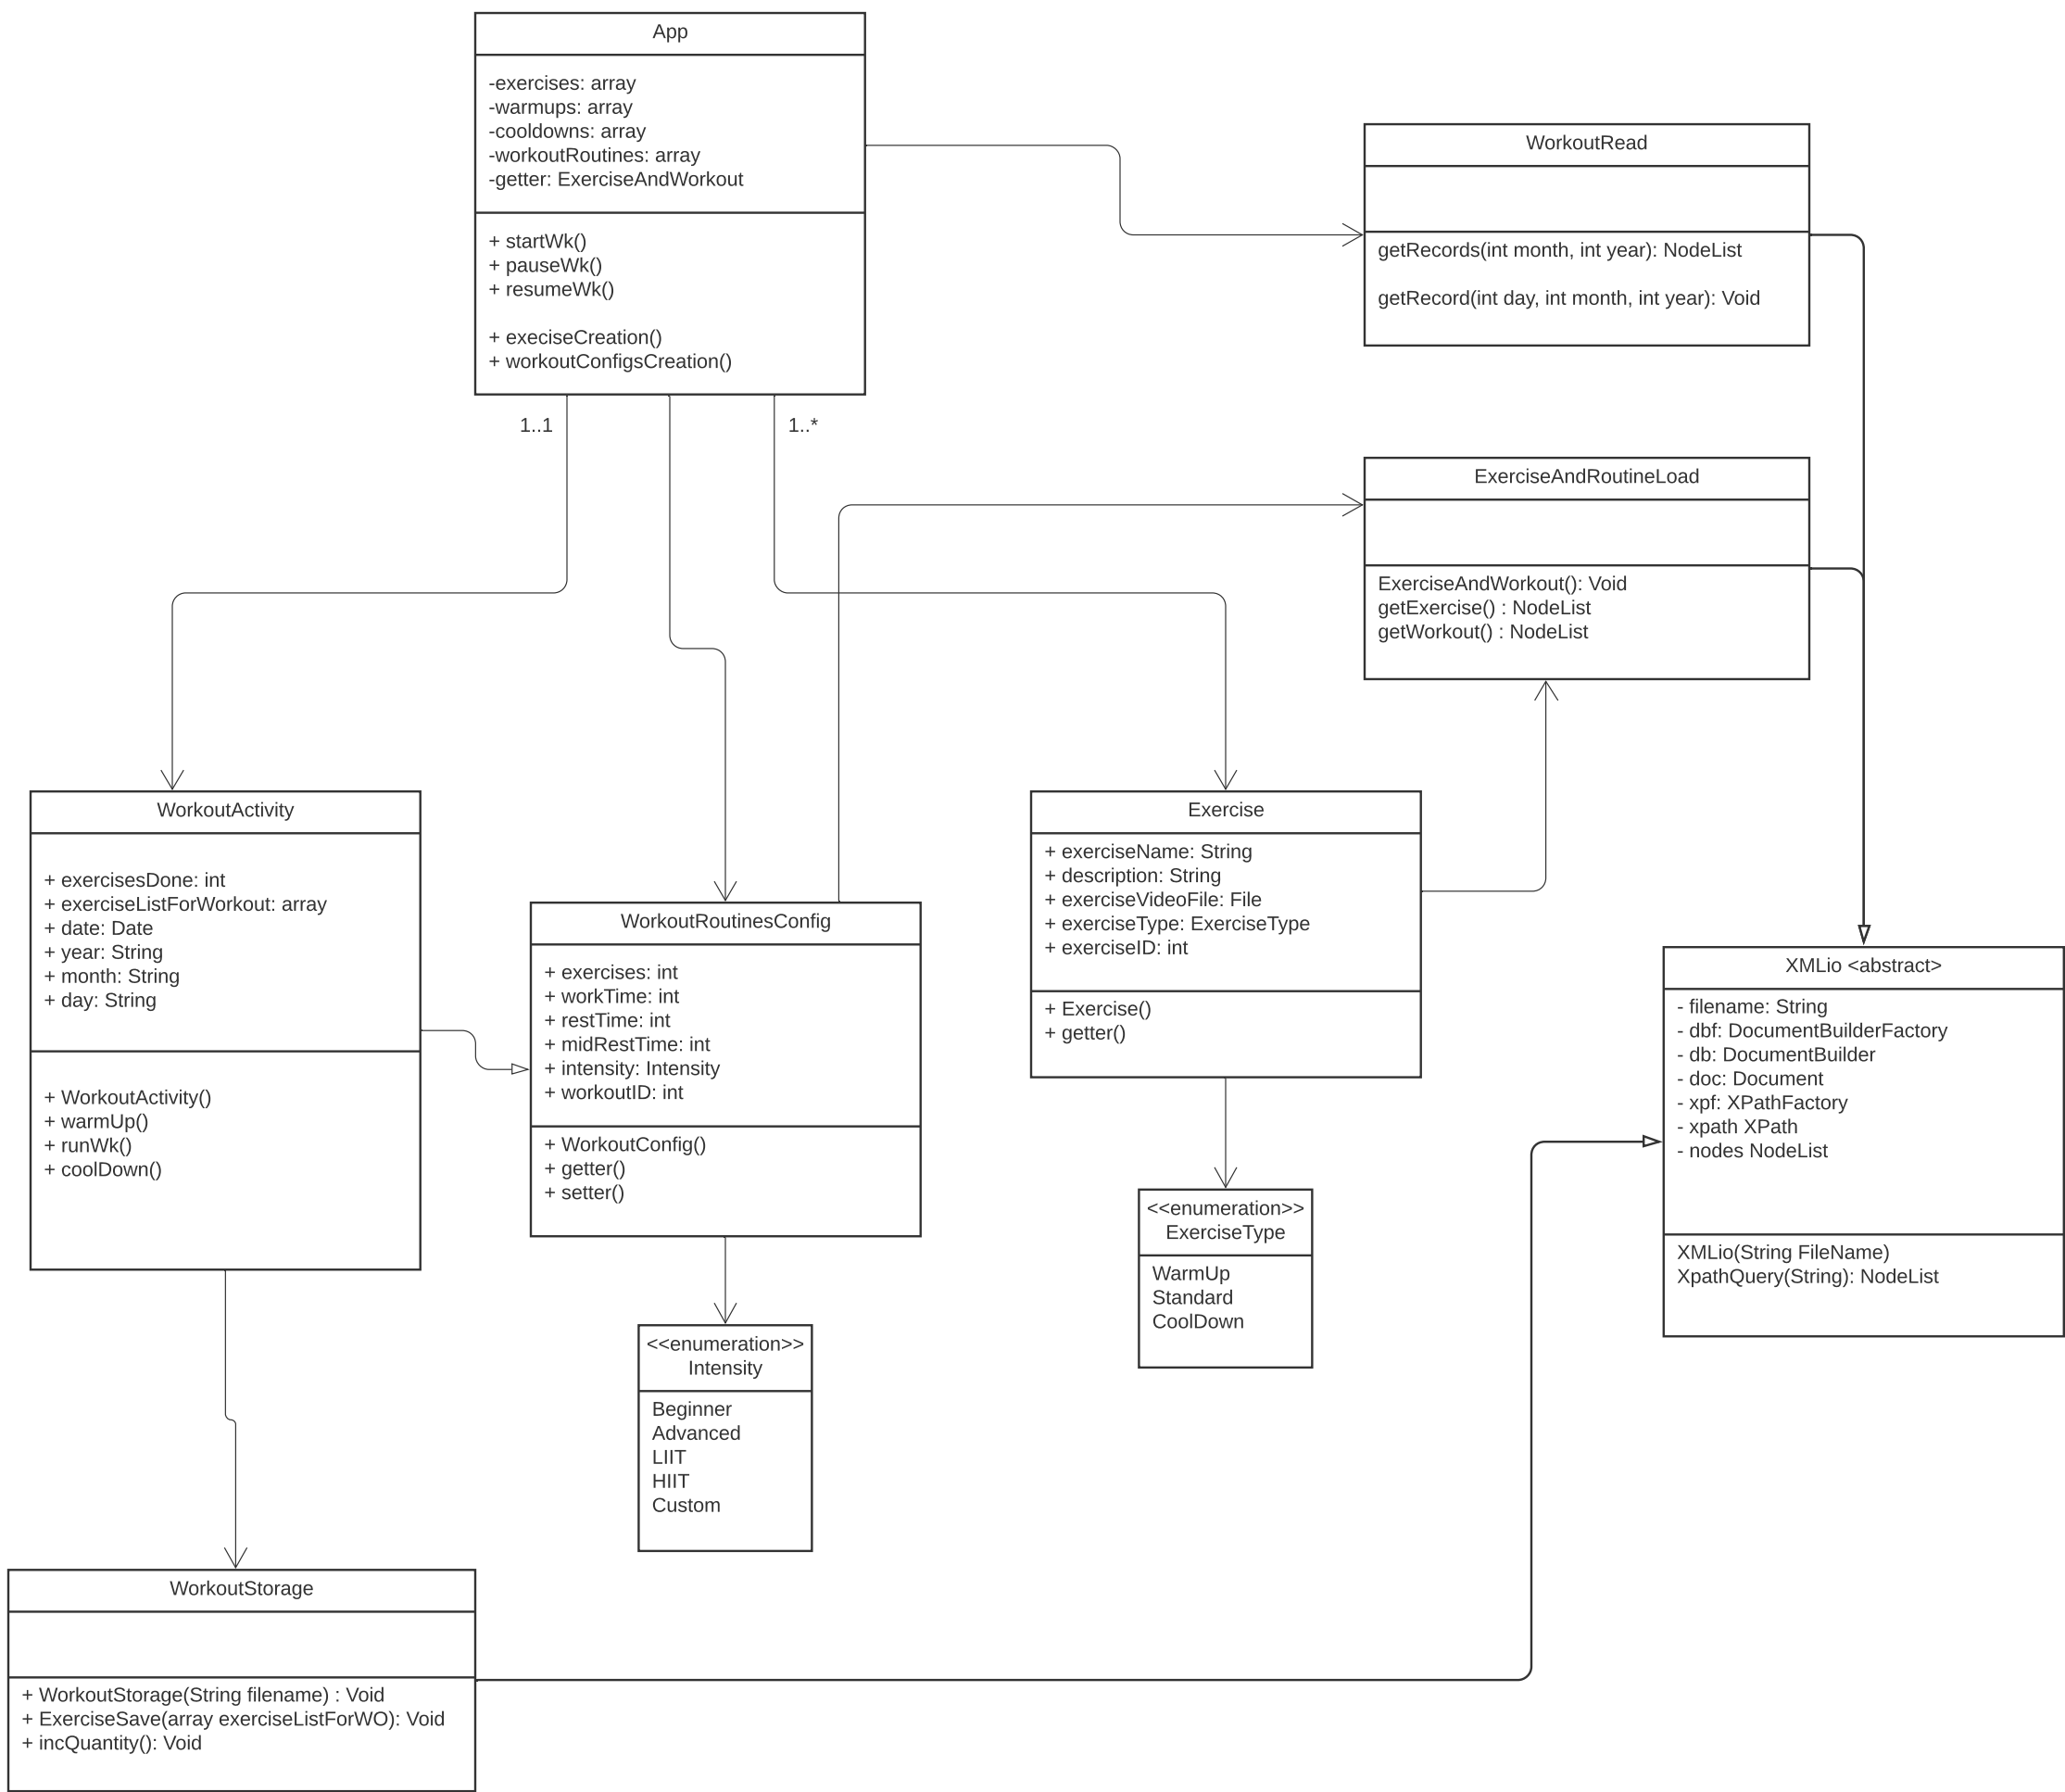 App
-exercises: array
-warmups: array
-cooldowns: array
-workoutRoutines: array
-getter: ExerciseAndWorkout
+ startWk()
+ pauseWk()
+ resumeWk()
+ execiseCreation()
+ workoutConfigsCreation()
1..1
1..*
WorkoutRead
getRecords(int month, int year): NodeList
getRecord(int day, int month, int year): Void
ExerciseAndRoutineLoad
ExerciseAndWorkout(): Void
getExercise() : NodeList
getWorkout() : NodeList
WorkoutActivity
+ exercisesDone: int
+ exerciseListForWorkout: array
+ date: Date
+ year: String
+ month: String
+ day: String
+ WorkoutActivity()
+ warmUp()
+ runWk()
+ coolDown()
WorkoutRoutinesConfig
+ exercises: int
+ workTime: int
+ restTime: int
+ midRestTime: int
+ intensity: Intensity
+ workoutID: int
+ WorkoutConfig()
+ getter()
+ setter()
Exercise
+ exerciseName: String
+ description: String
+ exerciseVideoFile: File
+ exerciseType: ExerciseType
+ exerciseID: int
+ Exercise()
+ getter()
XMLio <abstract>
- filename: String
- dbf: DocumentBuilderFactory
- db: DocumentBuilder
- doc: Document
- xpf: XPathFactory
- xpath XPath
- nodes NodeList
XMLio(String FileName)
XpathQuery(String): NodeList
<<enumeration>>
ExerciseType
WarmUp
Standard
CoolDown
<<enumeration>>
Intensity
Beginner
Advanced
LIIT
HIIT
Custom
WorkoutStorage
+ WorkoutStorage(String filename) : Void
+ ExerciseSave(array exerciseListForWO): Void
+ incQuantity(): Void